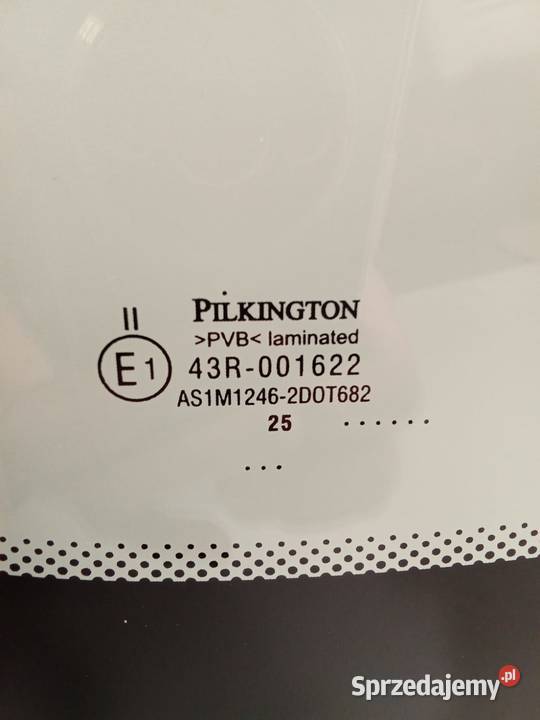 PILKINGTON
II
>PVB< laminated
E1 43R-001622
AS1M1246-2DOT682
25 ......
...
Sprzedajemy.pl